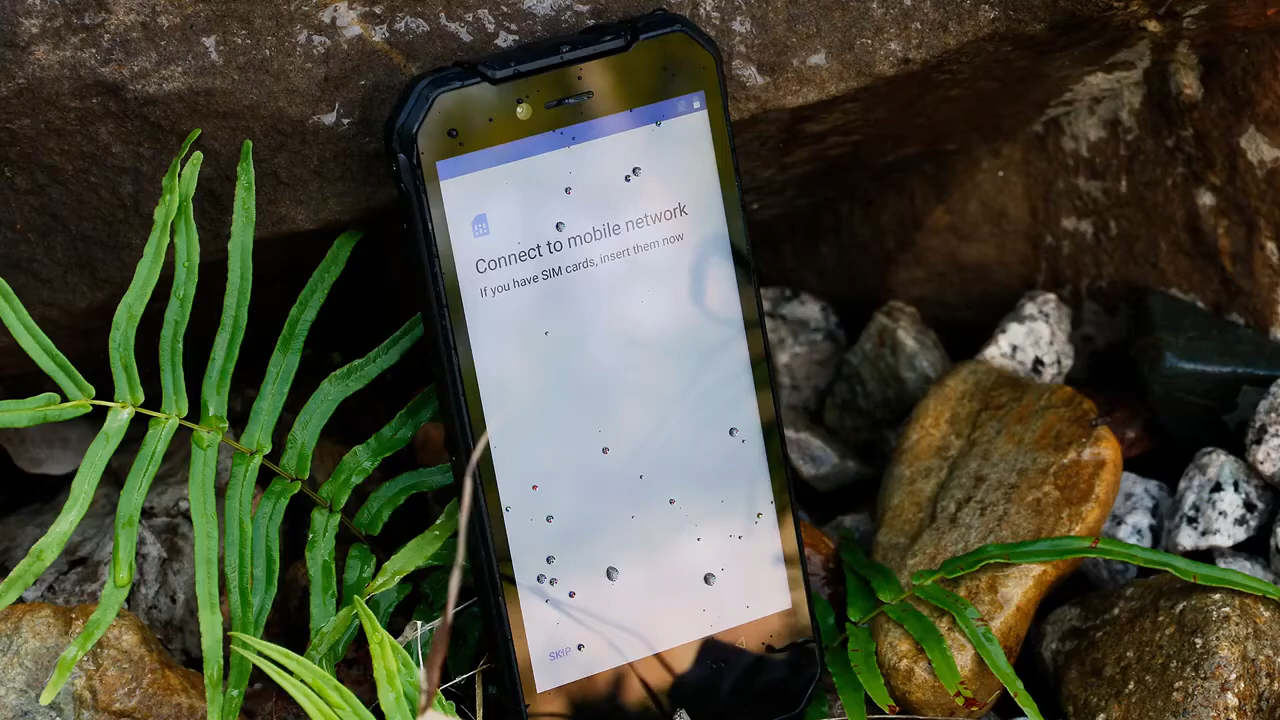 Connect to mobile network
If you have SIM cards, insert them now
SKIP